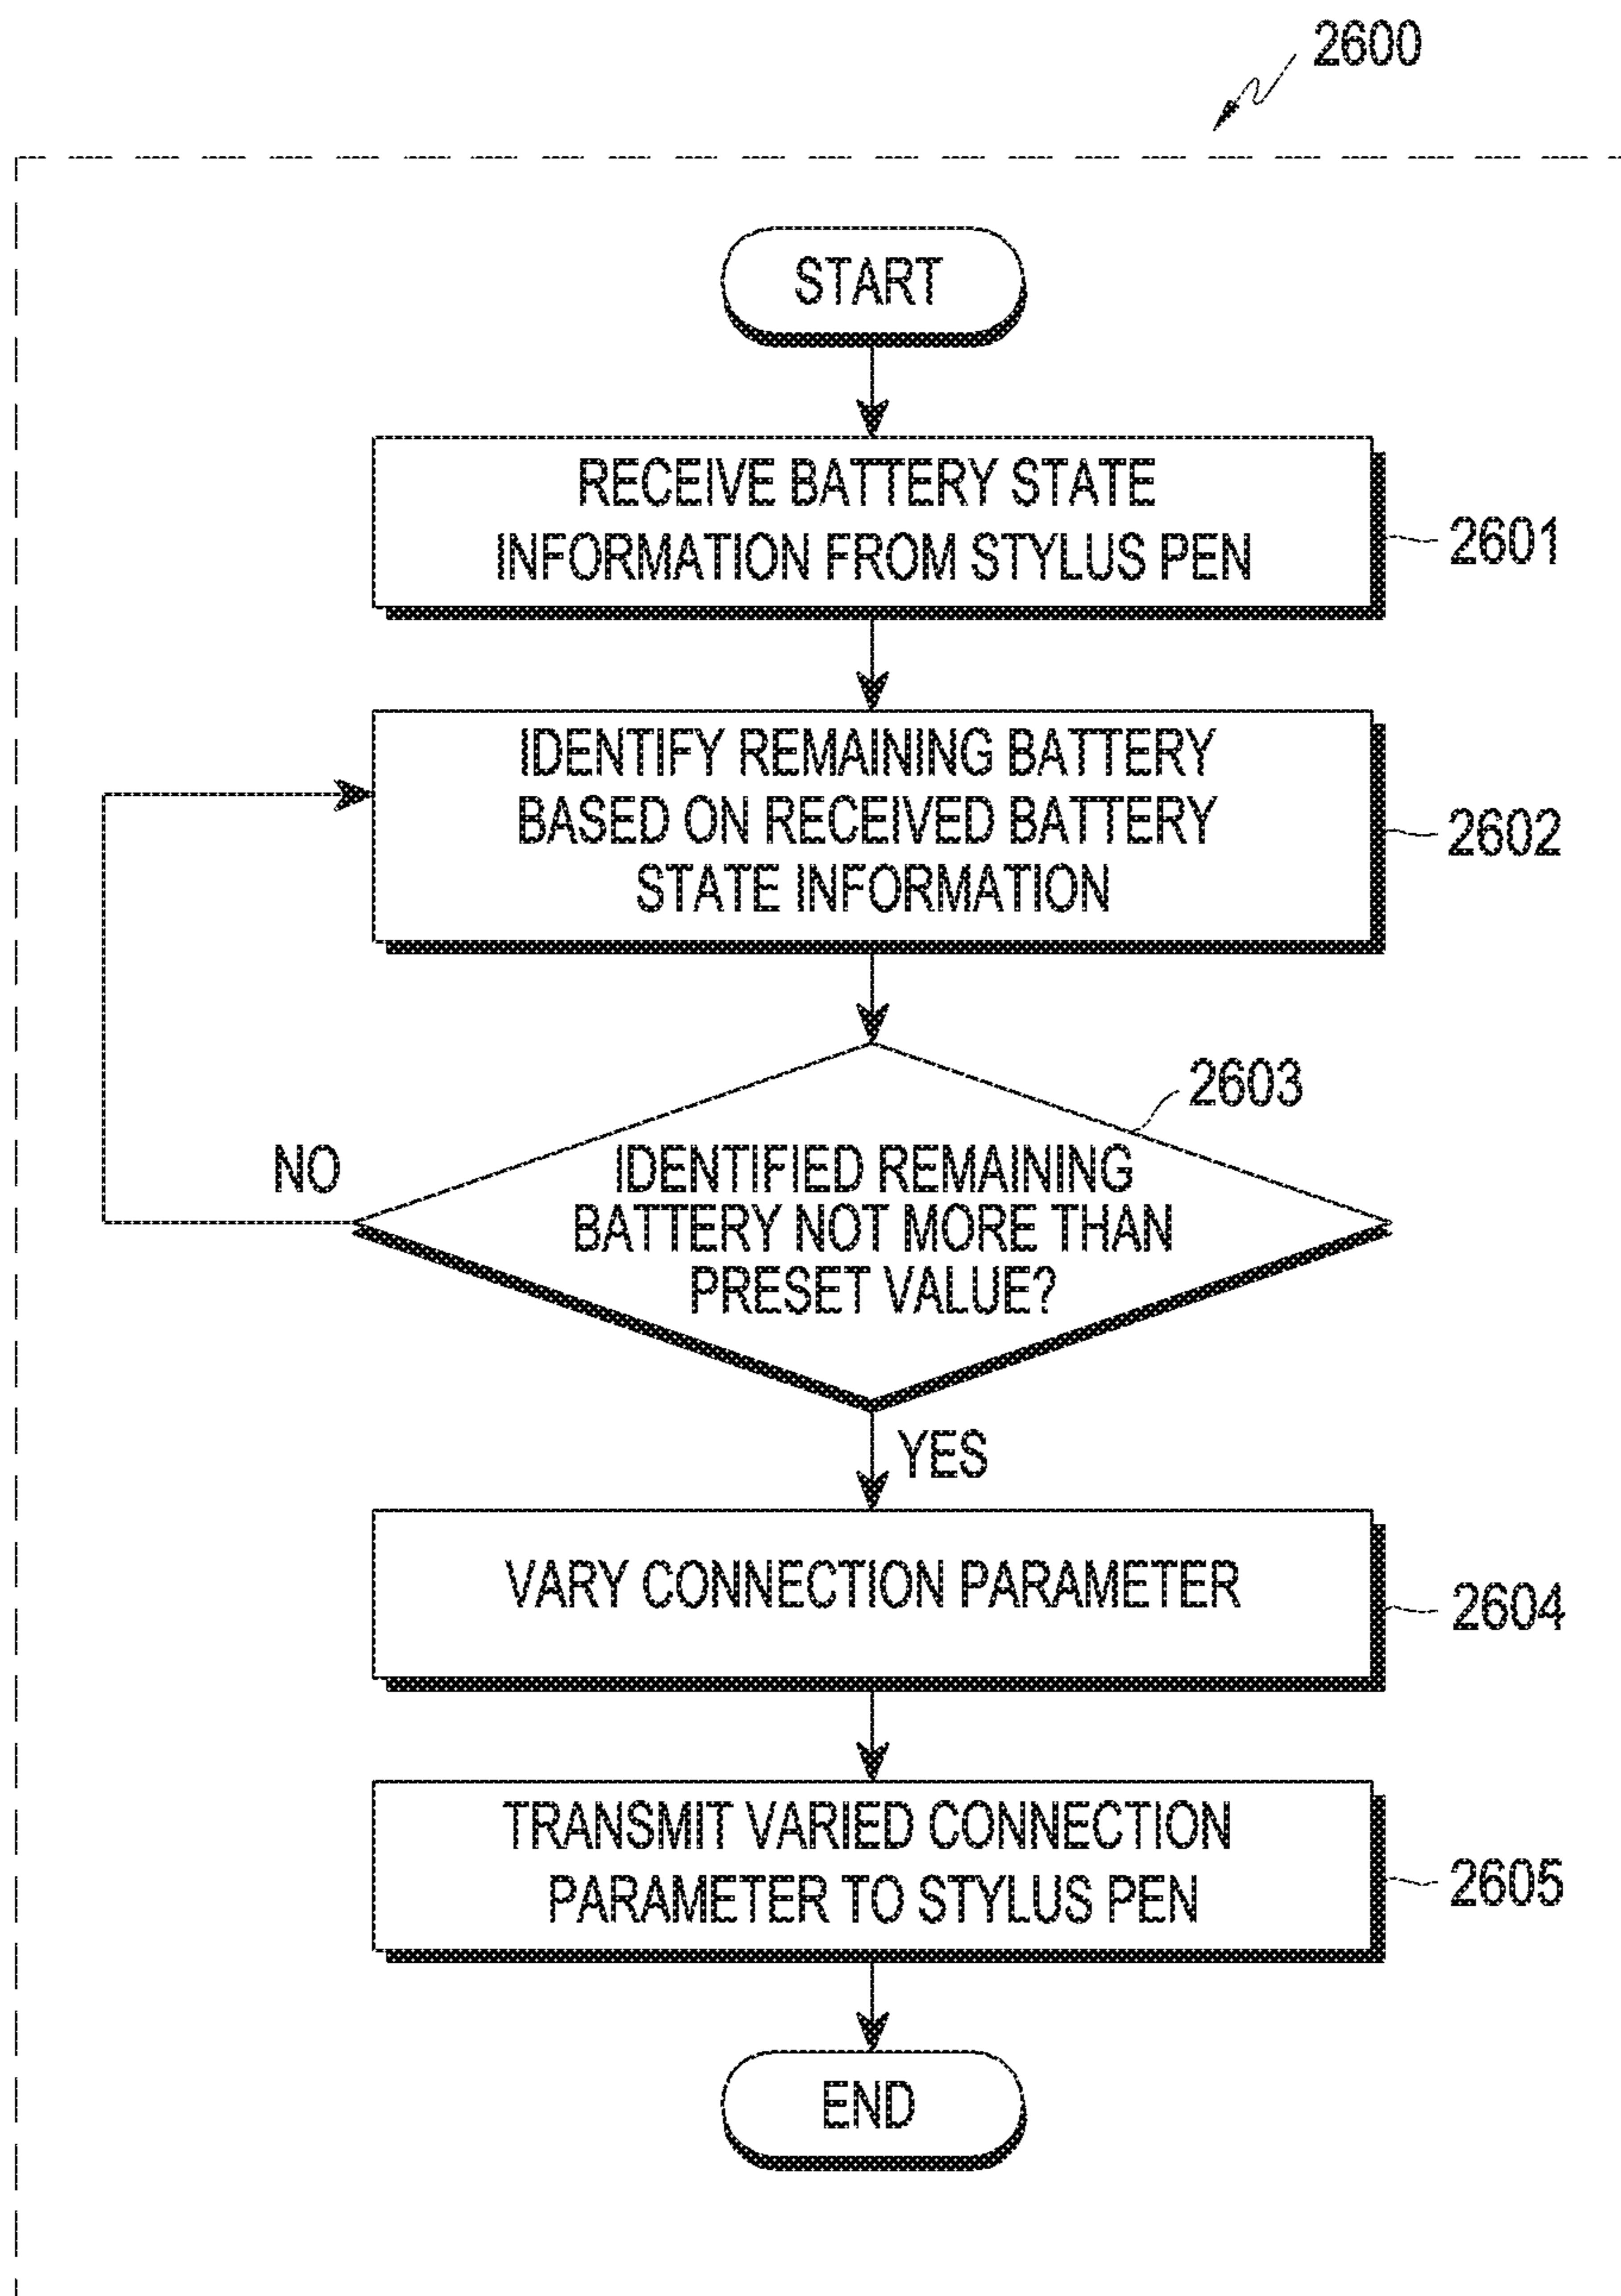 2600
START
RECEIVE BATTERY STATE
INFORMATION FROM STYLUS PEN
2601
IDENTIFY REMAINING BATTERY
BASED ON RECEIVED BATTERY
STATE INFORMATION
2602
2603
IDENTIFIED REMAINING
BATTERY NOT MORE THAN
PRESET VALUE?
NO
YES
VARY CONNECTION PARAMETER
2604
TRANSMIT VARIED CONNECTION
PARAMETER TO STYLUS PEN
2605
END